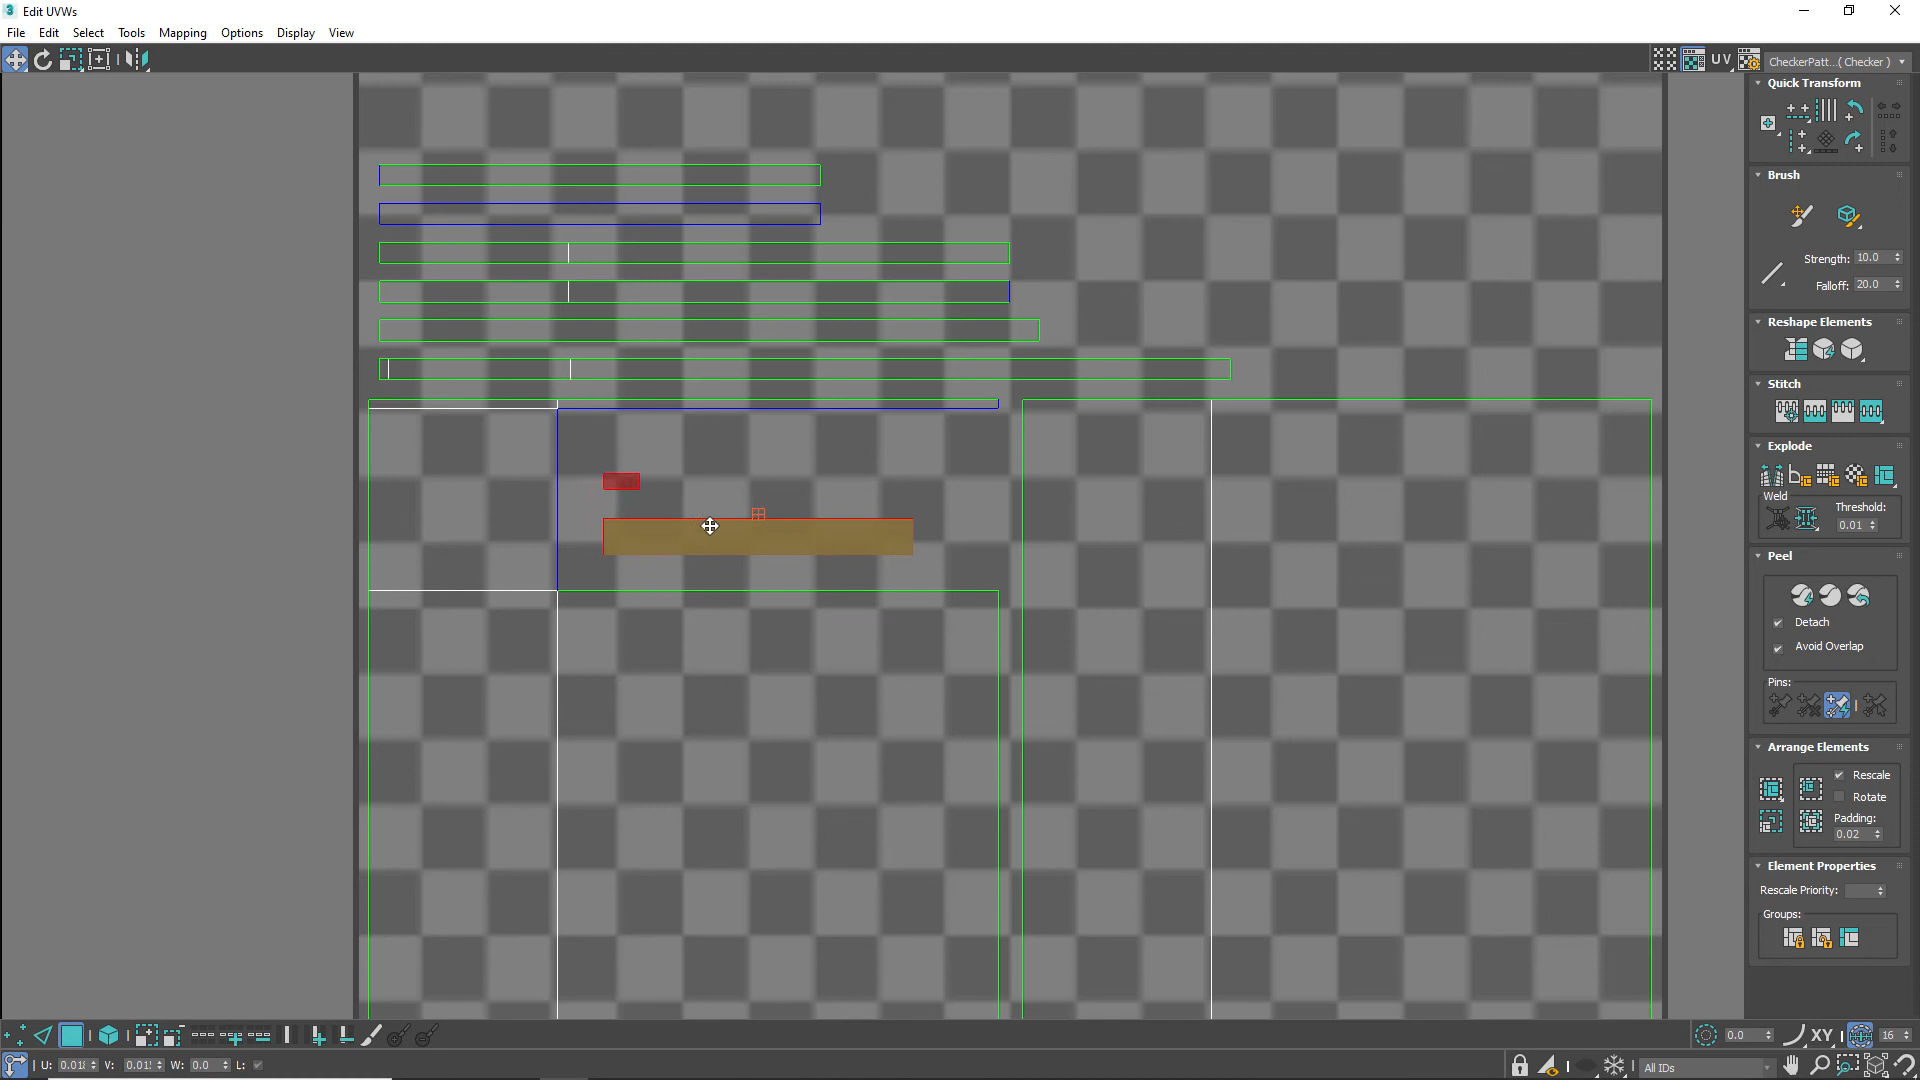 3 Edit UVWs
File Edit Select Tools Mapping Options Display View
UV CheckerPatt...( Checker )
Quick Transform
Brush
Strength: 10.0
Falloff: 20.0
Reshape Elements
Stitch
Explode
Weld
Threshold:
0.01
Peel
Detach
Avoid Overlap
Pins:
Arrange Elements
Rescale
Rotate
Padding:
0.02
Element Properties
Rescale Priority:
Groups:
0.0 XY 16
U: V: W: 0.0 L: All IDs